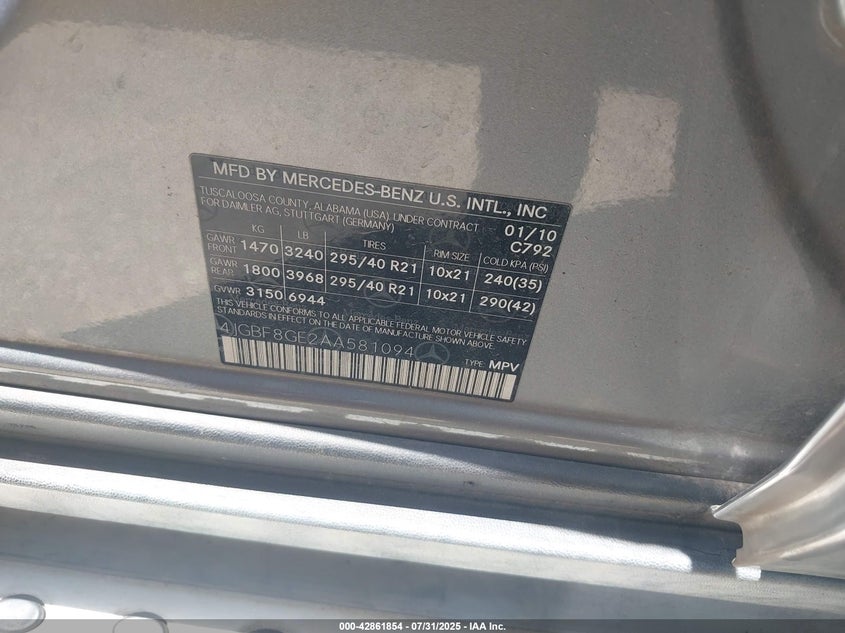 MFD BY MERCEDES-BENZ U.S. INTL., INC
TUSCALOOSA COUNTY, ALABAMA (USA) UNDER CONTRACT
FOR DAIMLER AG, STUTTGART (GERMANY)
01/10
C792
KG LB TIRES RIM SIZE COLD KPA (PSI)
GAWR FRONT 1470 3240 295/40 R21 10x21 240(35)
GAWR REAR 1800 3968 295/40 R21 10x21 290(42)
GVWR 3150 6944
THIS VEHICLE CONFORMS TO ALL APPLICABLE FEDERAL MOTOR VEHICLE SAFETY
STANDARDS IN EFFECT ON THE DATE OF MANUFACTURE SHOWN ABOVE.
4JGBF8GE2AA581094
TYPE: MPV
000-42861854 - 07/31/2025 - IAA Inc.